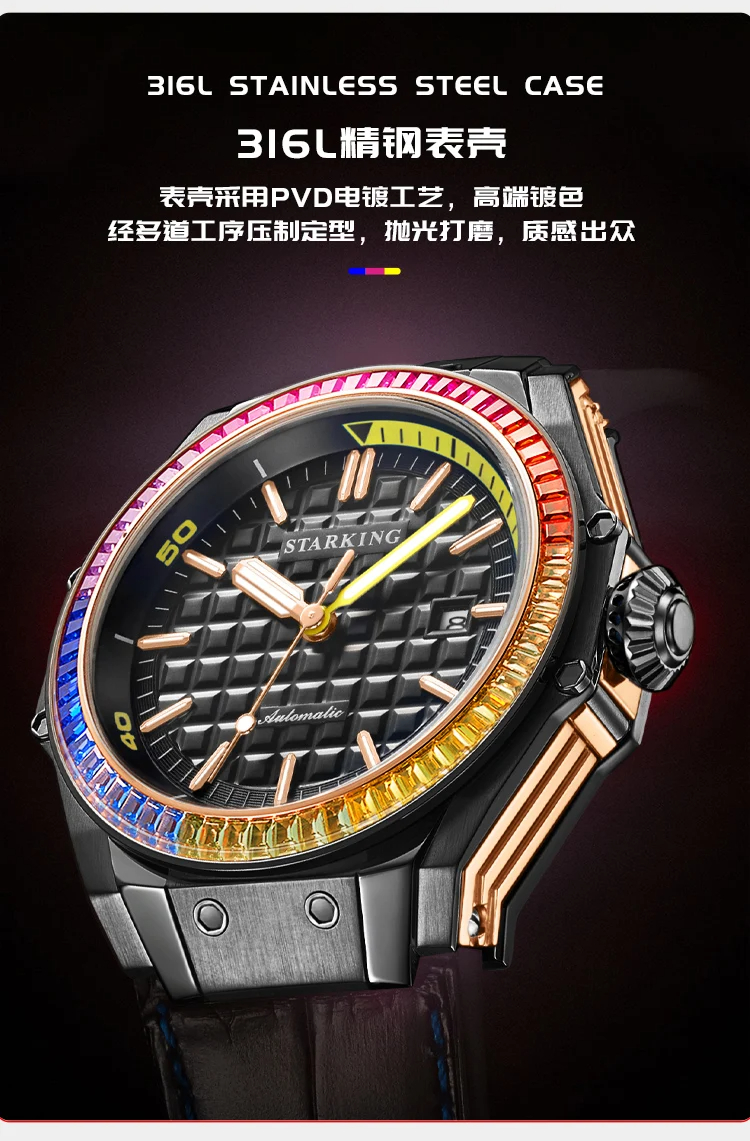 316L STAINLESS STEEL CASE
316L精钢表壳
表壳采用PVD电镀工艺，高端镀色
经多道工序压制定型，抛光打磨，质感出众
50
STARKING
8
Automatic
40